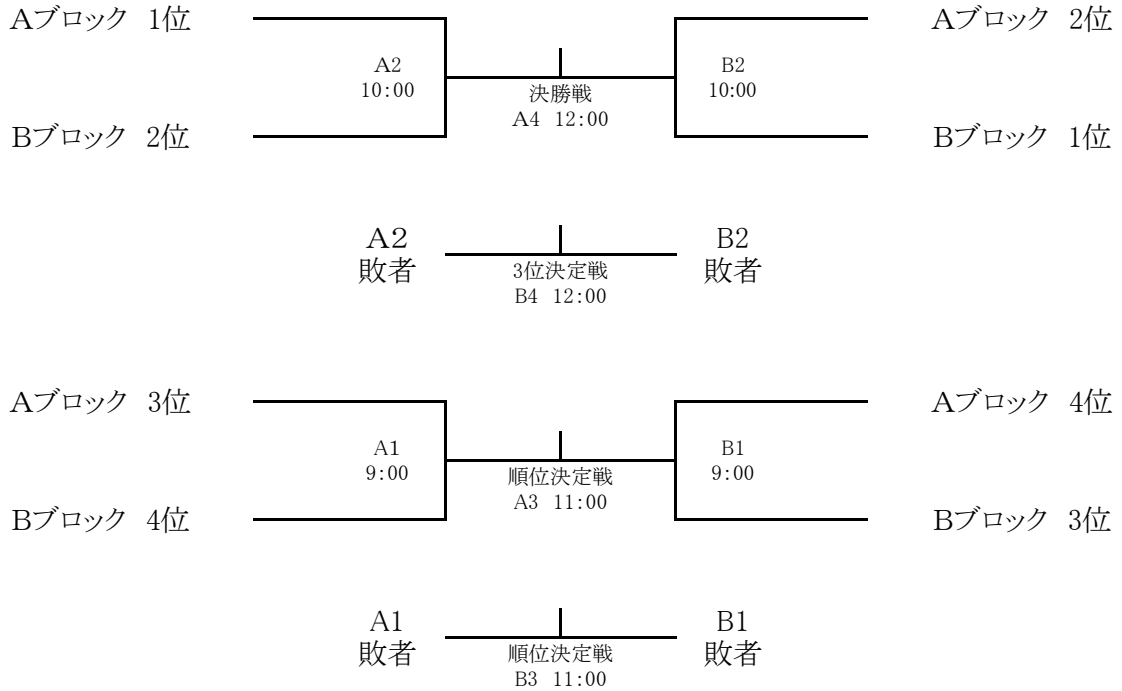 Aブロック 1位
Aブロック 2位
A2
10:00
B2
10:00
決勝戦
A4 12:00
Bブロック 2位
Bブロック 1位
A2
敗者
B2
敗者
3位決定戦
B4 12:00
Aブロック 3位
Aブロック 4位
A1
9:00
B1
9:00
順位決定戦
A3 11:00
Bブロック 4位
Bブロック 3位
A1
敗者
B1
敗者
順位決定戦
B3 11:00